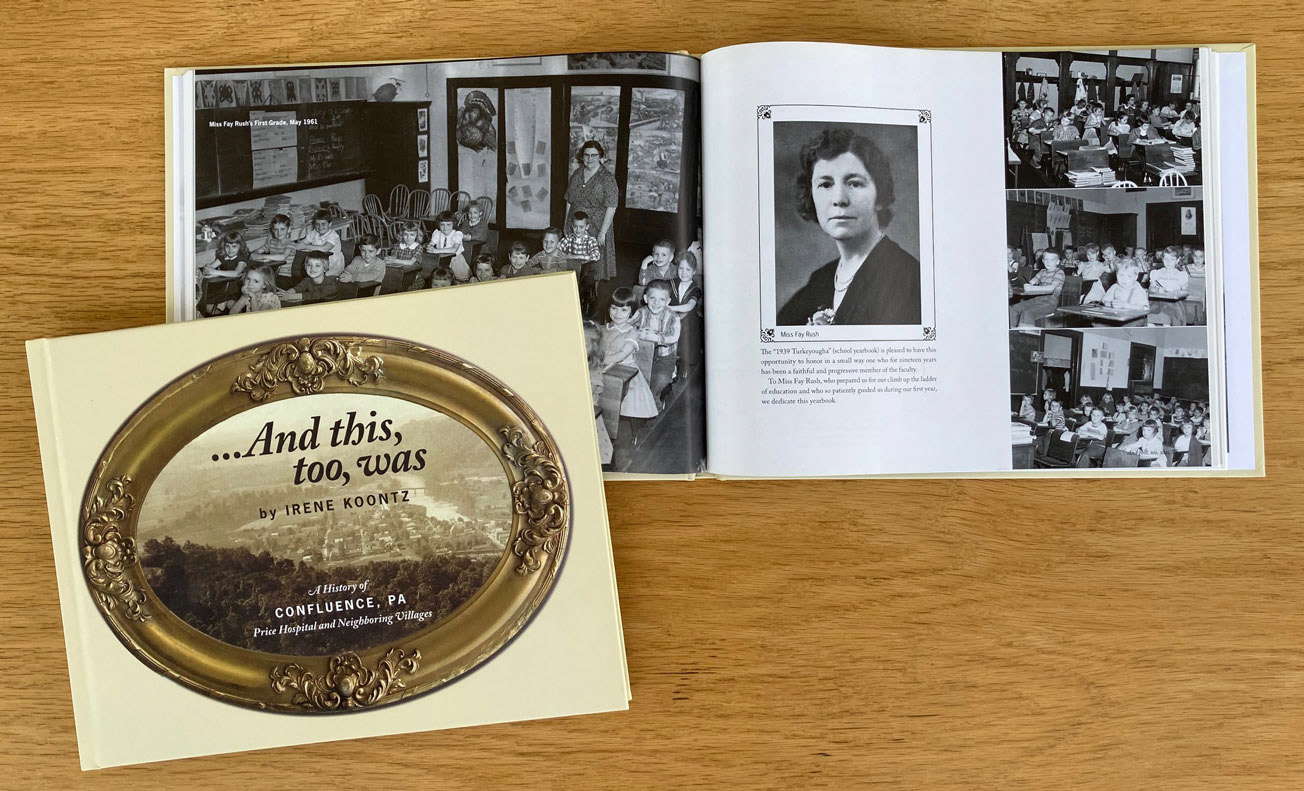 Miss Fay Rush's First Grade, May 1961
Miss Fay Rush
The "1939 Turkeyougha" (school yearbook) is pleased to have this
opportunity to honor in a small way one who for nineteen years
has been a faithful and progressive member of the faculty.
To Miss Fay Rush, who prepared us for our climb up the ladder
of education and who so patiently guided us during our first year,
we dedicate this yearbook.
...And this,
too, was
by IRENE KOONTZ
A History of
CONFLUENCE, PA
Price Hospital and Neighboring Villages